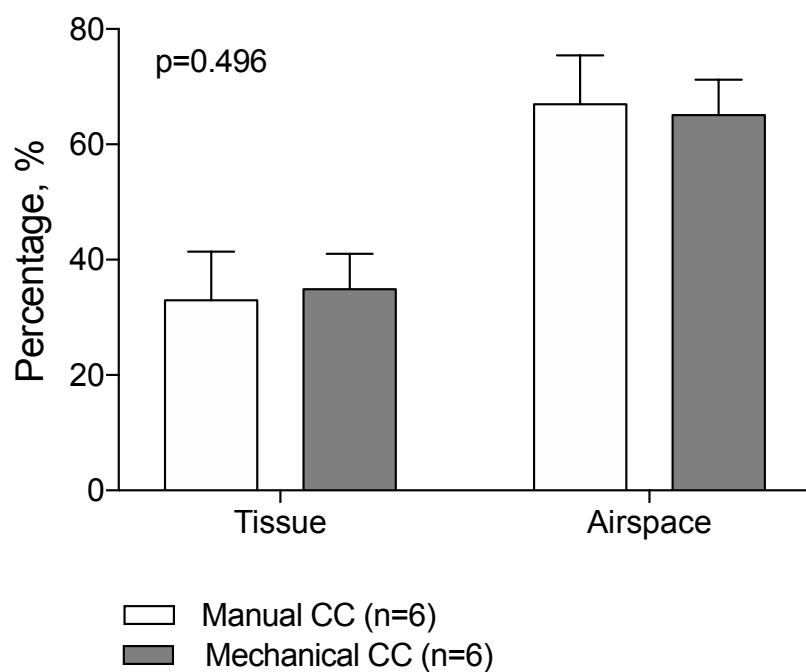 80
p=0.496
60
40
20
0
Percentage, %
Tissue
Airspace
Manual CC (n=6)
Mechanical CC (n=6)